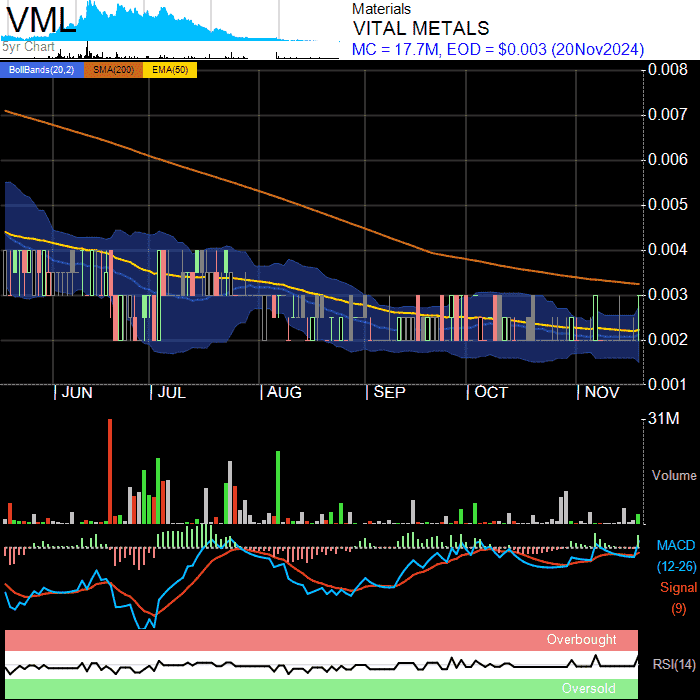 VML
5yr Chart
Materials
VITAL METALS
MC = 17.7M, EOD = $0.003 (20Nov2024)
BollBands(20,2) SMA(200) EMA(50)
0.008
0.007
0.006
0.005
0.004
0.003
0.002
0.001
JUN JUL AUG SEP OCT NOV
31M
Volume
MACD
(12-26)
Signal
(9)
Overbought
RSI(14)
Oversold